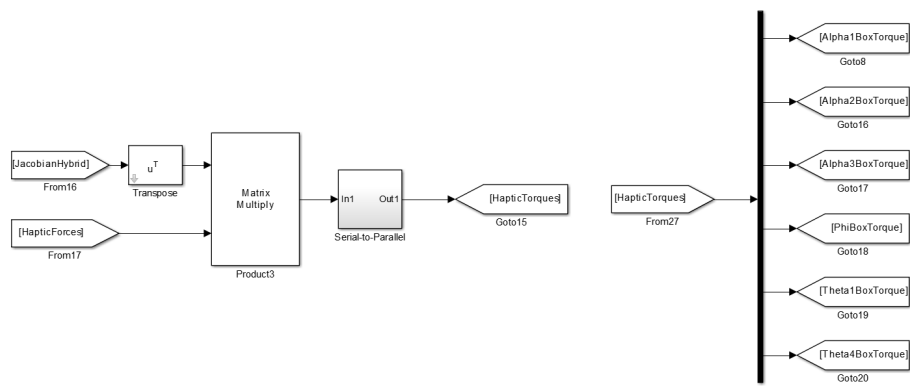 [JacobianHybrid]
From16
u^T
Transpose
[HapticForces]
From17
Matrix
Multiply
Product3
In1 Out1
Serial-to-Parallel
[HapticTorques]
Goto15
[HapticTorques]
From27
[Alpha1BoxTorque]
Goto8
[Alpha2BoxTorque]
Goto16
[Alpha3BoxTorque]
Goto17
[PhiBoxTorque]
Goto18
[Theta1BoxTorque]
Goto19
[Theta4BoxTorque]
Goto20